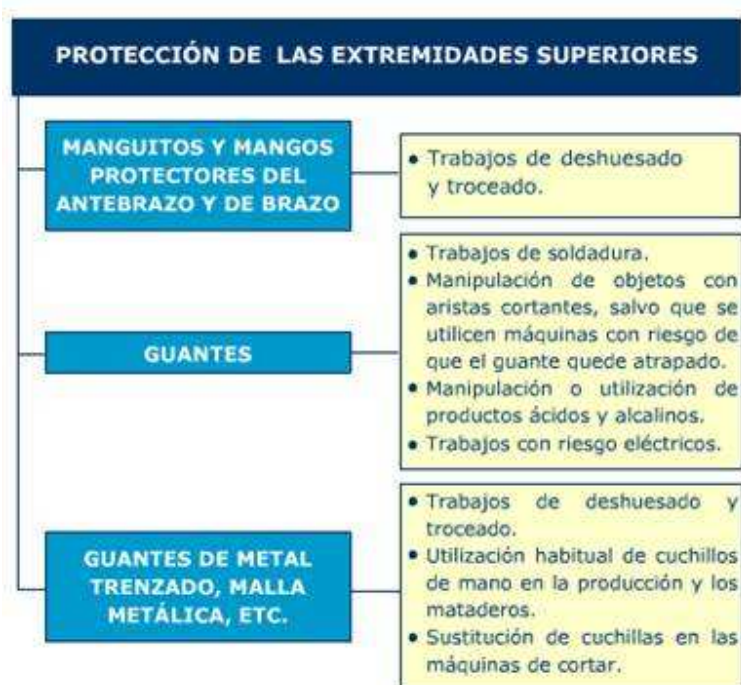 PROTECCIÓN DE LAS EXTREMIDADES SUPERIORES
MANGUITOS Y MANGOS
PROTECTORES DEL
ANTEBRAZO Y DE BRAZO
• Trabajos de deshuesado
y troceado.
GUANTES
• Trabajos de soldadura.
• Manipulación de objetos con
aristas cortantes, salvo que se
utilicen máquinas con riesgo de
que el guante quede atrapado.
• Manipulación o utilización de
productos ácidos y alcalinos.
• Trabajos con riesgo eléctricos.
GUANTES DE METAL
TRENZADO, MALLA
METÁLICA, ETC.
• Trabajos de deshuesado y
troceado.
• Utilización habitual de cuchillos
de mano en la producción y los
mataderos.
• Sustitución de cuchillas en las
máquinas de cortar.